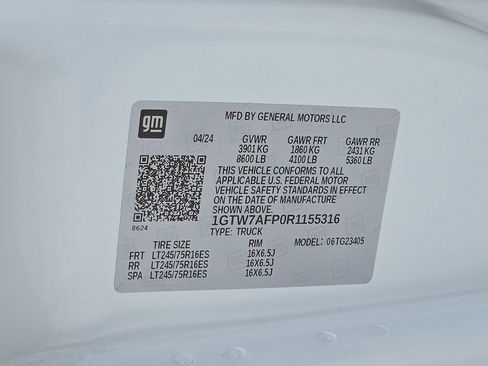 gm
MFD BY GENERAL MOTORS LLC
04/24 GVWR GAWR FRT GAWR RR
3901 KG 1860 KG 2431 KG
8600 LB 4100 LB 5360 LB
THIS VEHICLE CONFORMS TO ALL
APPLICABLE U.S. FEDERAL MOTOR
VEHICLE SAFETY STANDARDS IN EFFECT
ON THE DATE OF MANUFACTURE
SHOWN ABOVE.
8624
1GTW7AFP0R1155316
TYPE: TRUCK
TIRE SIZE RIM MODEL: 06TG23405
FRT LT245/75R16ES 16X6.5J
RR LT245/75R16ES 16X6.5J
SPA LT245/75R16ES 16X6.5J